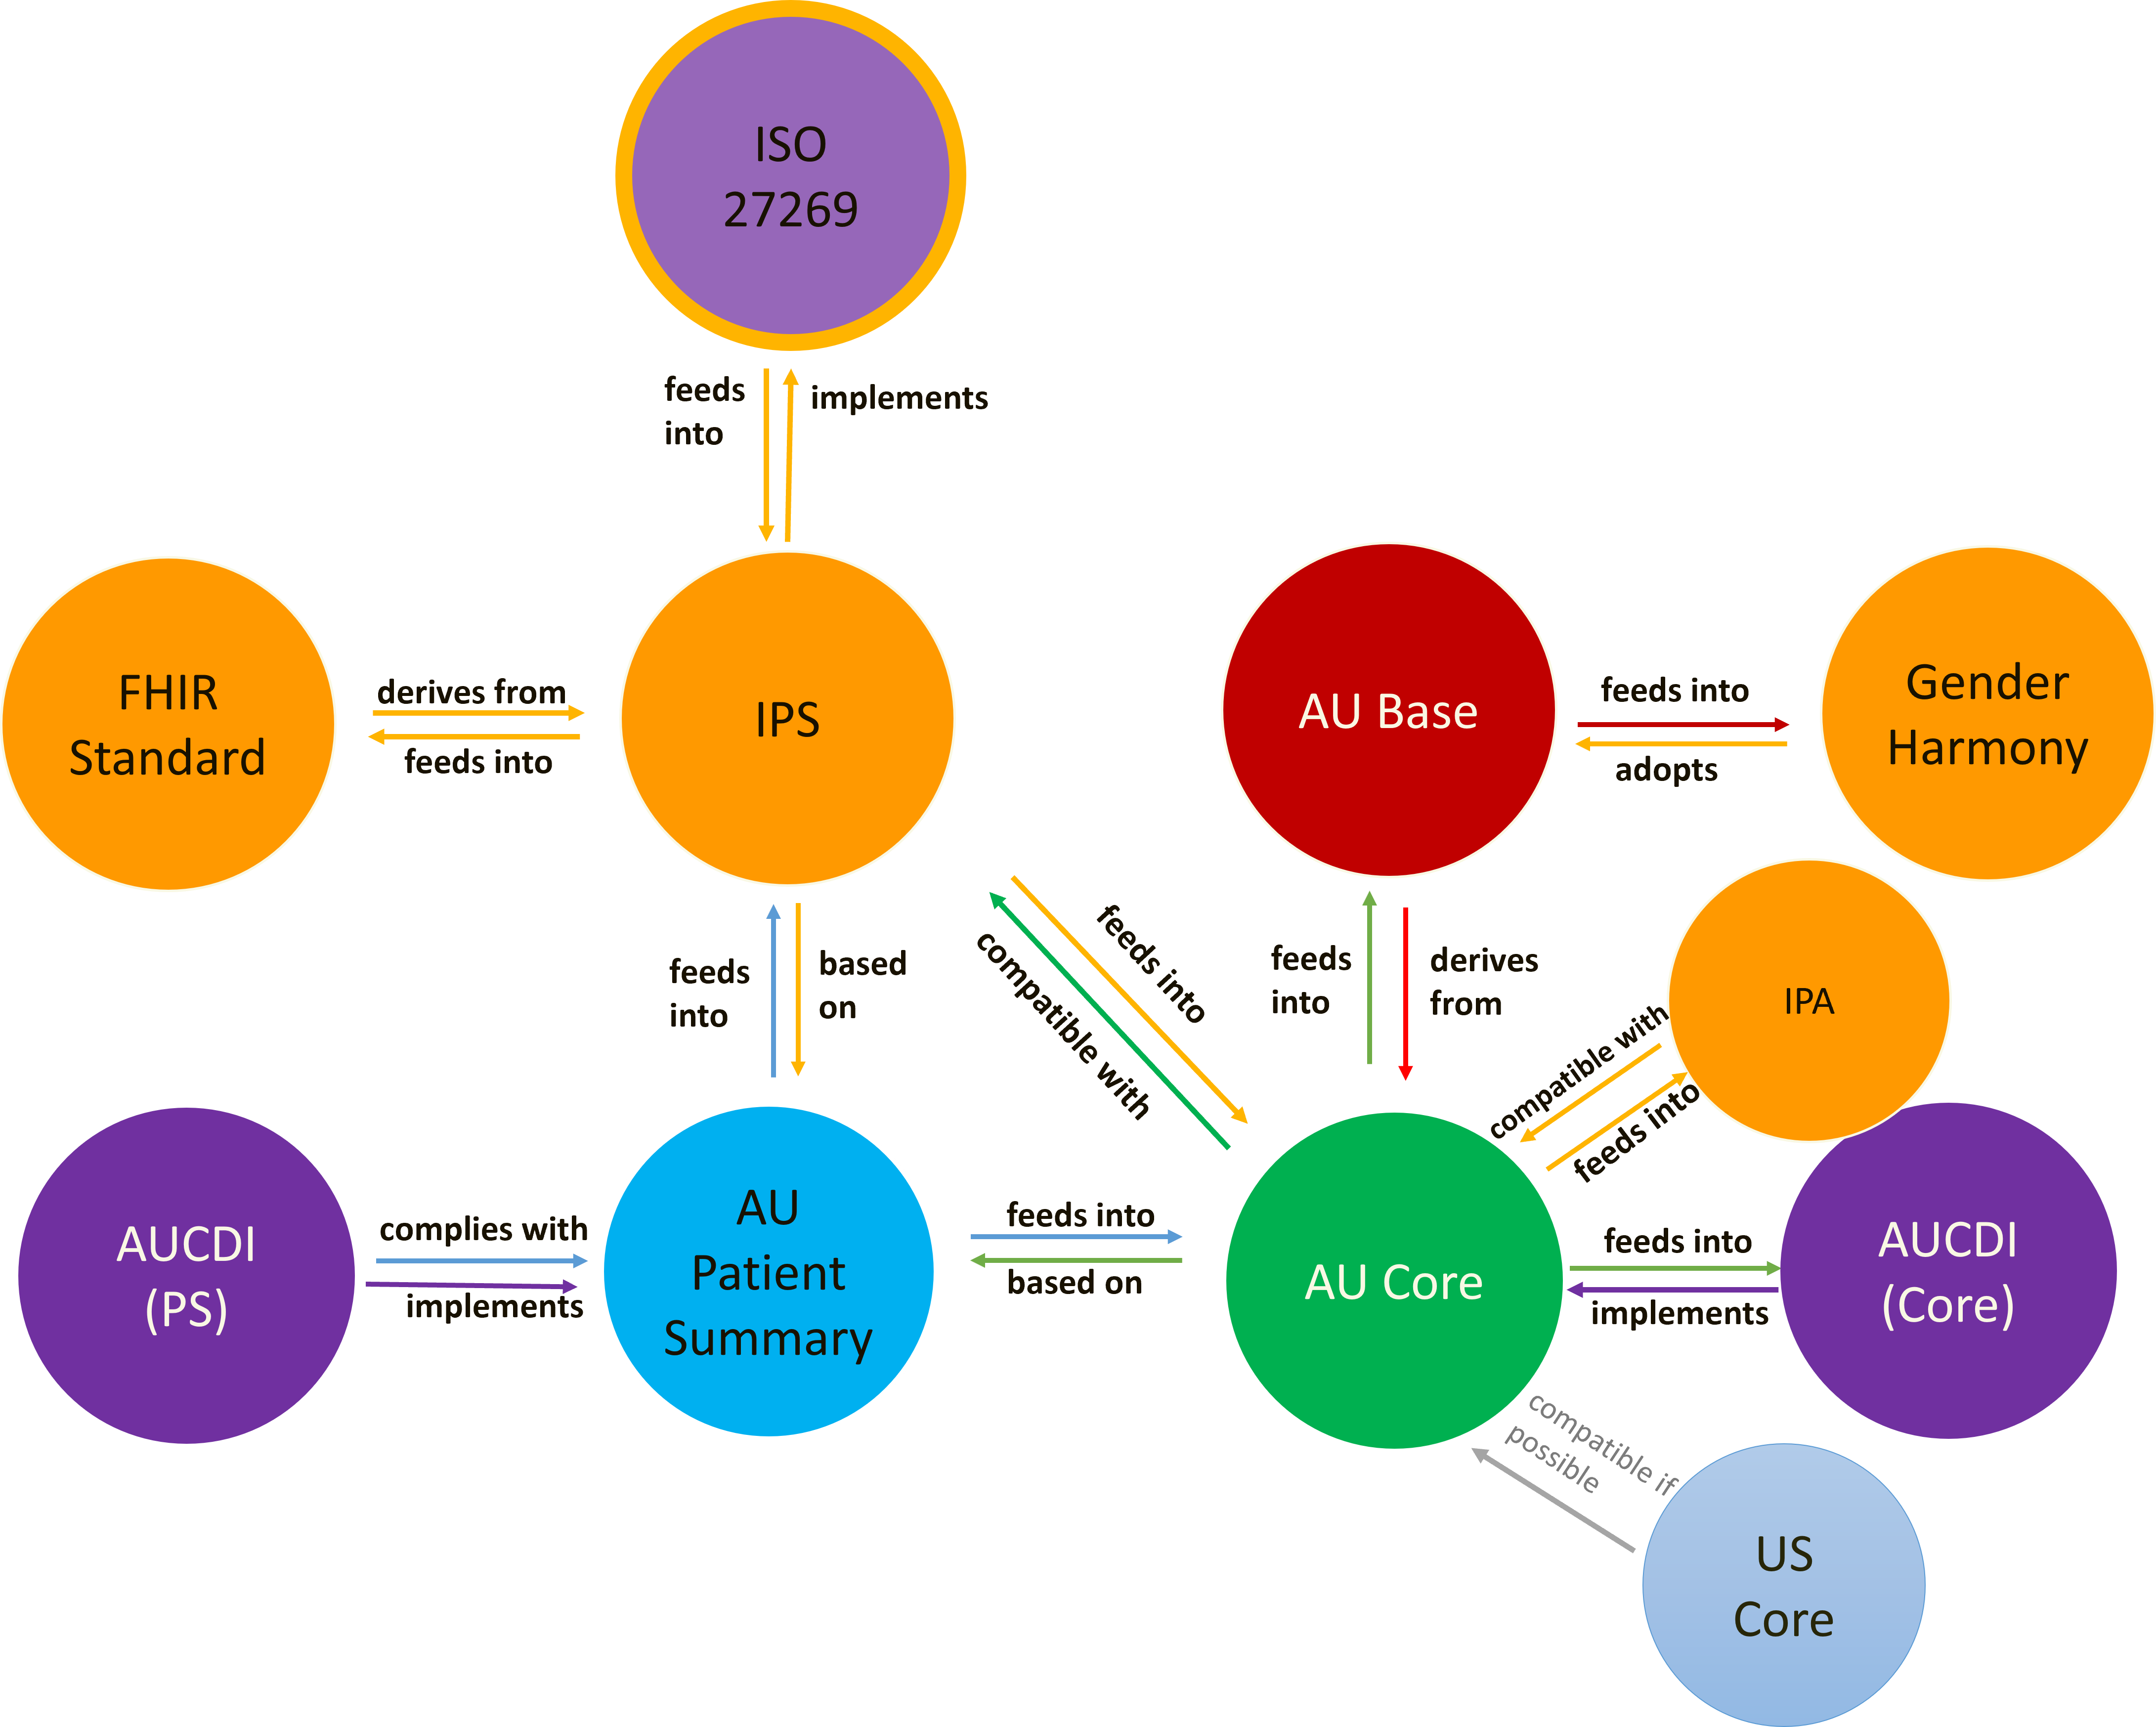 ISO
27269
feeds
into
implements
FHIR
Standard
derives from
feeds into
IPS
AU Base
feeds into
adopts
Gender
Harmony
feeds
into
based
on
feeds into
compatible with
feeds
into
derives
from
IPA
compatible with
feeds into
AUCDI
(PS)
complies with
implements
AU
Patient
Summary
feeds into
based on
AU Core
feeds into
implements
AUCDI
(Core)
compatible if
possible
US
Core